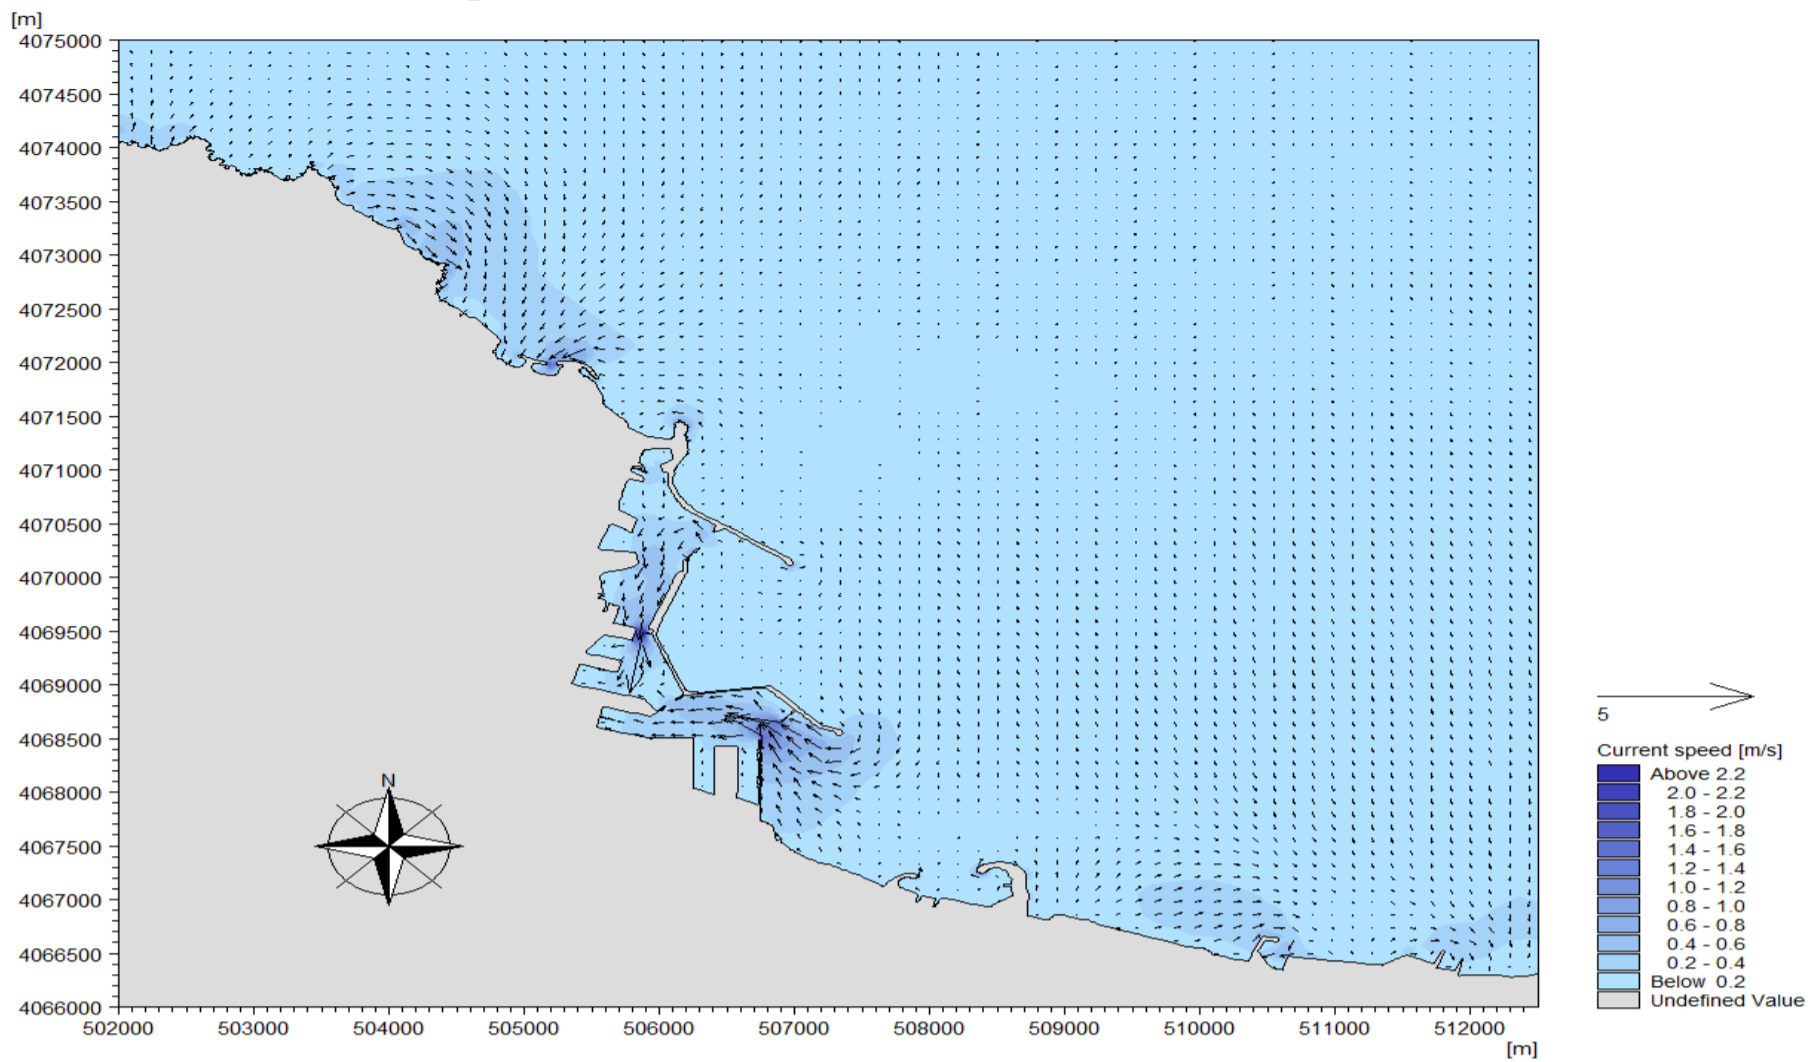 [m]
4075000
4074500
4074000
4073500
4073000
4072500
4072000
4071500
4071000
4070500
4070000
4069500
4069000
4068500
4068000
4067500
4067000
4066500
4066000
502000 503000 504000 505000 506000 507000 508000 509000 510000 511000 512000
[m]
N
5
Current speed [m/s]
Above 2.2
2.0 - 2.2
1.8 - 2.0
1.6 - 1.8
1.4 - 1.6
1.2 - 1.4
1.0 - 1.2
0.8 - 1.0
0.6 - 0.8
0.4 - 0.6
0.2 - 0.4
Below 0.2
Undefined Value